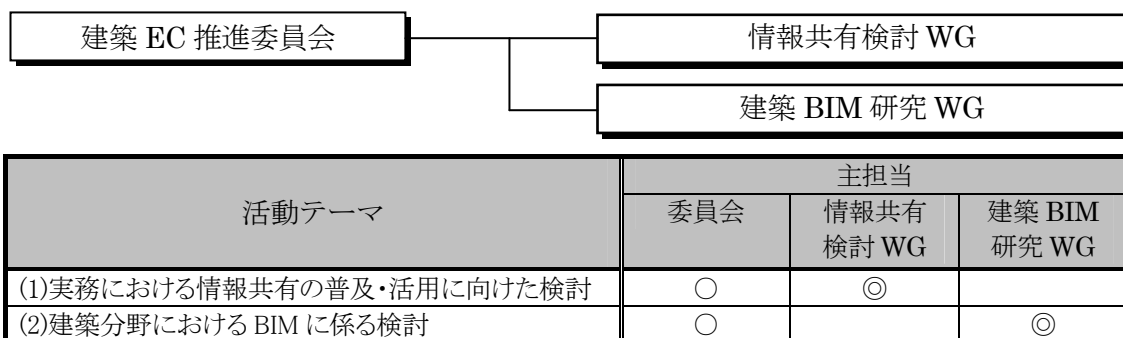 建築 EC 推進委員会
情報共有検討 WG
建築 BIM 研究 WG
活動テーマ
主担当
委員会
情報共有
検討 WG
建築 BIM
研究 WG
(1)実務における情報共有の普及・活用に向けた検討 ○ ◎
(2)建築分野における BIM に係る検討 ○ ◎